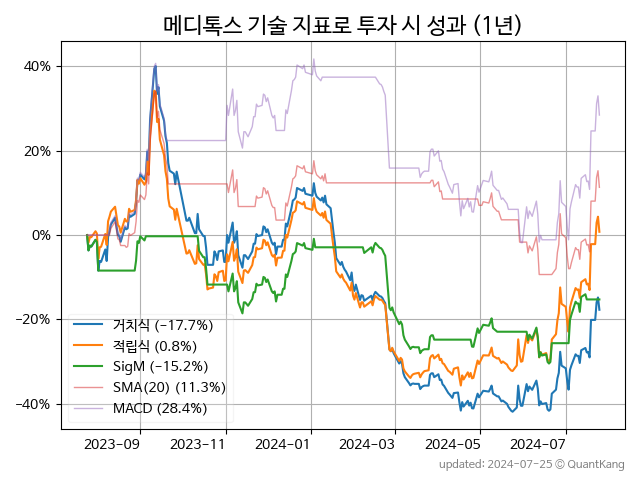 메디톡스 기술 지표로 투자 시 성과 (1년)
40%
20%
0%
−20%
−40%
거치식 (−17.7%)
적립식 (0.8%)
SigM (−15.2%)
SMA(20) (11.3%)
MACD (28.4%)
2023-09
2023-11
2024-01
2024-03
2024-05
2024-07
updated: 2024-07-25 © QuantKang